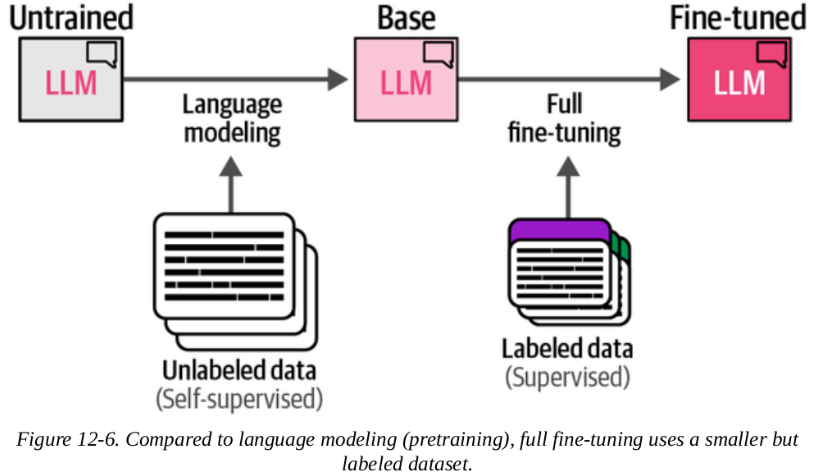 Untrained
Base
Fine-tuned
LLM
LLM
LLM
Language
modeling
Full
fine-tuning
Unlabeled data
(Self-supervised)
Labeled data
(Supervised)
Figure 12-6. Compared to language modeling (pretraining), full fine-tuning uses a smaller but
labeled dataset.